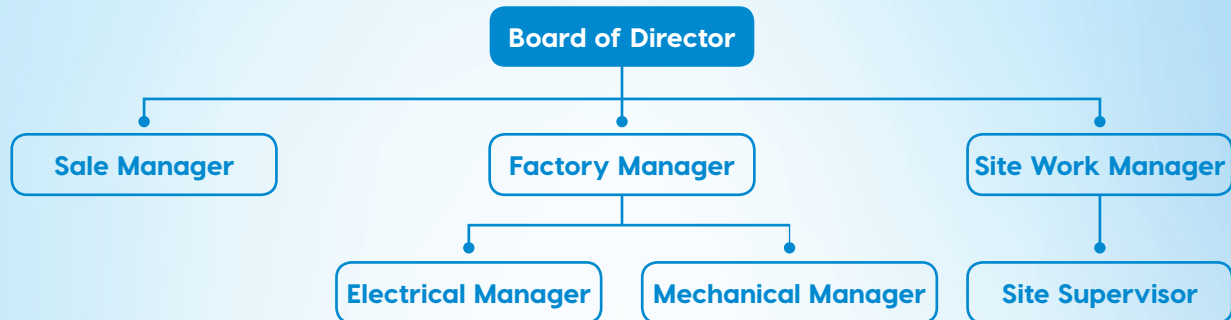 Board of Director
Sale Manager
Factory Manager
Site Work Manager
Electrical Manager
Mechanical Manager
Site Supervisor